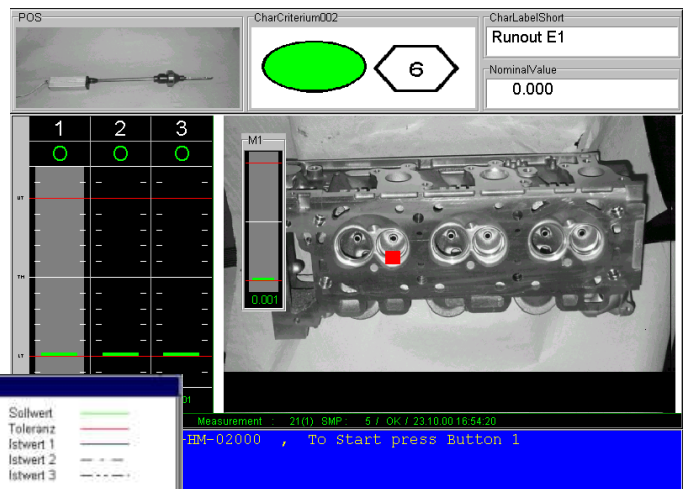 POS
CharCriterium002
6
CharLabelShort
Runout E1
NominalValue
0.000
1 2 3
M1
0.001
UT
TH
LT
01
Measurement : 21(1) SMP: 5 / OK / 23.10.00 16:54:20
-HM-02000 , To Start press Button 1
Sollwert
Toleranz
Istwert 1
Istwert 2
Istwert 3